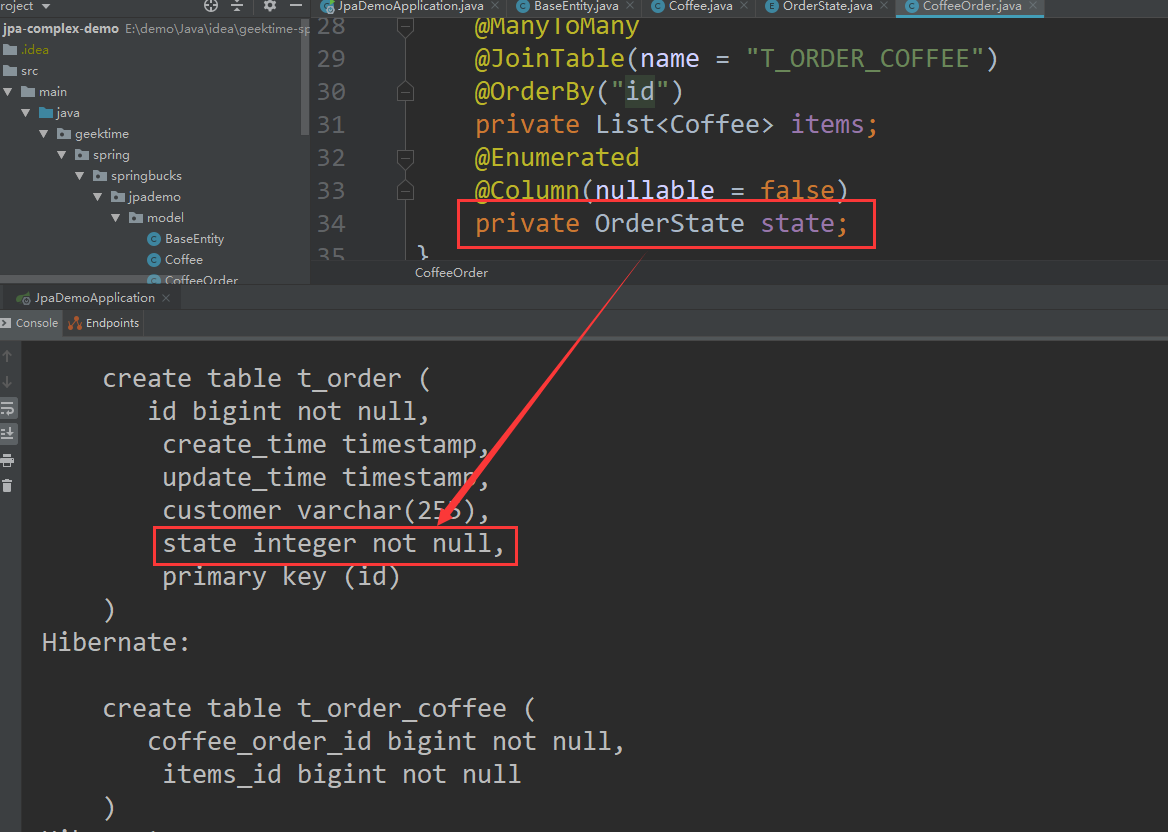 roject
JpaDemoApplication.java
BaseEntity.java
Coffee.java
OrderState.java
CoffeeOrder.java
jpa-complex-demo E:\demo\Java\idea\geektime-sp
.idea
src
main
java
geektime
spring
springbucks
jpademo
model
BaseEntity
Coffee
CoffeeOrder
28 @ManyToMany
29 @JoinTable(name = "T_ORDER_COFFEE")
30 @OrderBy("id")
31 private List<Coffee> items;
32 @Enumerated
33 @Column(nullable = false)
34 private OrderState state;
35 }
CoffeeOrder
JpaDemoApplication
Console Endpoints
create table t_order (
id bigint not null,
create_time timestamp,
update_time timestamp,
customer varchar(255),
state integer not null,
primary key (id)
)
Hibernate:
create table t_order_coffee (
coffee_order_id bigint not null,
items_id bigint not null
)